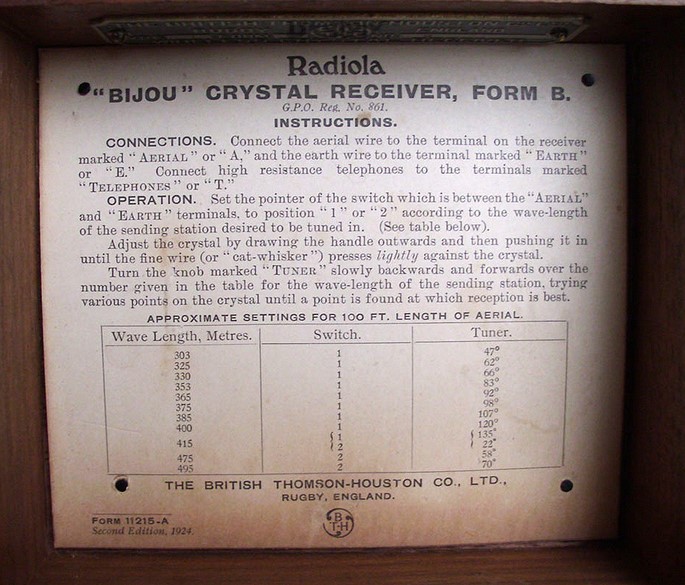 Radiola
"BIJOU" CRYSTAL RECEIVER, FORM B.
G.P.O. Reg. No. 861.
INSTRUCTIONS.
CONNECTIONS. Connect the aerial wire to the terminal on the receiver
marked "AERIAL" or "A," and the earth wire to the terminal marked "EARTH"
or "E." Connect high resistance telephones to the terminals marked
"TELEPHONES" or "T."
OPERATION. Set the pointer of the switch which is between the "AERIAL"
and "EARTH" terminals, to position "1" or "2" according to the wave-length
of the sending station desired to be tuned in. (See table below).
Adjust the crystal by drawing the handle outwards and then pushing it in
until the fine wire (or "cat-whisker") presses lightly against the crystal.
Turn the knob marked "TUNER" slowly backwards and forwards over the
number given in the table for the wave-length of the sending station, trying
various points on the crystal until a point is found at which reception is best.
APPROXIMATE SETTINGS FOR 100 FT. LENGTH OF AERIAL.
Wave Length, Metres. Switch. Tuner.
303 1 47°
325 1 62°
330 1 66°
353 1 83°
365 1 92°
375 1 98°
385 1 107°
400 1 120°
415 { 1 { 135°
2 22°
475 2 58°
495 2 70°
THE BRITISH THOMSON-HOUSTON CO., LTD.,
RUGBY, ENGLAND.
B
T-H
FORM 11215-A
Second Edition, 1924.